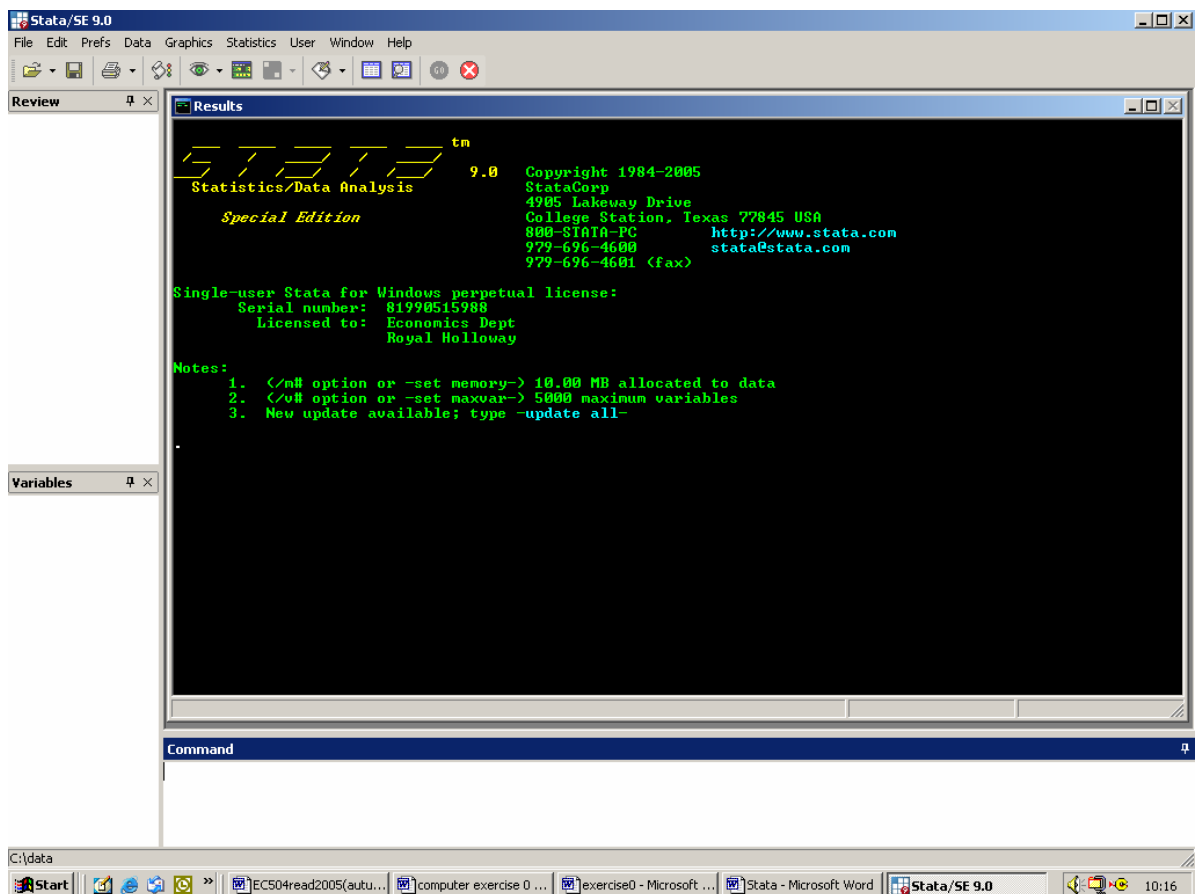 Stata/SE 9.0
File Edit Prefs Data Graphics Statistics User Window Help
Review
Results
STATA tm
9.0 Copyright 1984-2005
Statistics/Data Analysis StataCorp
4905 Lakeway Drive
Special Edition College Station, Texas 77845 USA
800-STATA-PC http://www.stata.com
979-696-4600 stata@stata.com
979-696-4601 (fax)
Single-user Stata for Windows perpetual license:
Serial number: 81990515988
Licensed to: Economics Dept
Royal Holloway
Notes:
1. (/m# option or -set memory-) 10.00 MB allocated to data
2. (/v# option or -set maxvar-) 5000 maximum variables
3. New update available; type -update all-
.
Variables
Command
C:\data
Start » EC504read2005(autu... computer exercise 0 ... exercise0 - Microsoft ... Stata - Microsoft Word Stata/SE 9.0 10:16